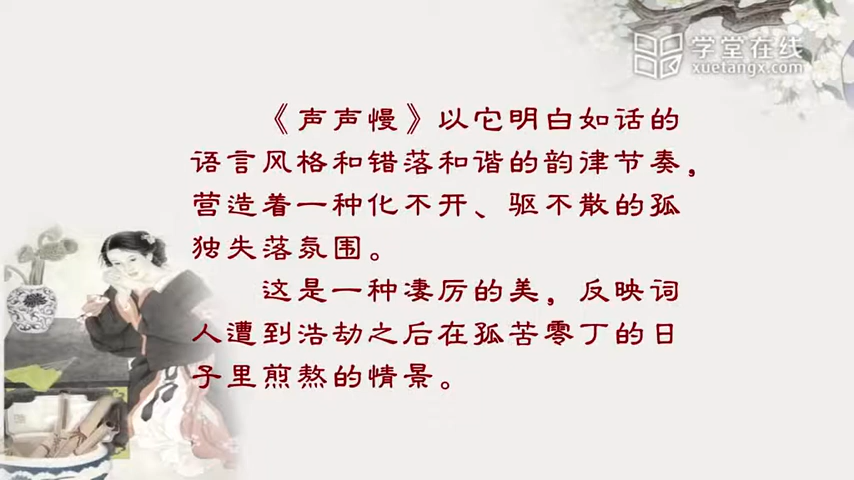 学堂在线
xuetangx.com
《声声慢》以它明白如话的
语言风格和错落和谐的韵律节奏，
营造着一种化不开、驱不散的孤
独失落氛围。
这是一种凄厉的美，反映词
人遭到浩劫之后在孤苦零丁的日
子里煎熬的情景。